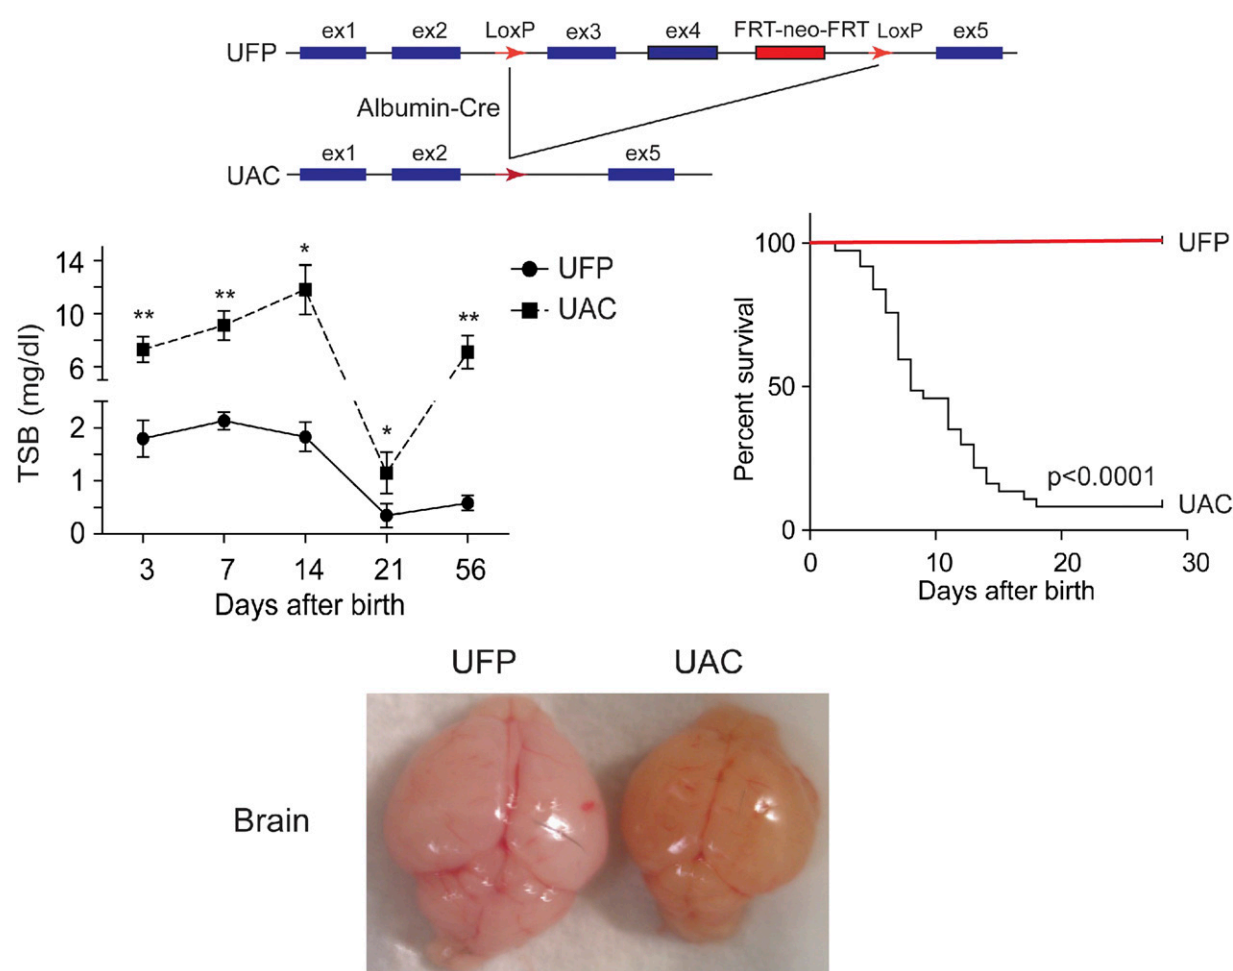 ex1 ex2 LoxP ex3 ex4 FRT-neo-FRT LoxP ex5
UFP
Albumin-Cre
ex1 ex2 ex5
UAC
14
10
6
2
1
0
TSB (mg/dl)
** ** * * **
UFP
UAC
3 7 14 21 56
Days after birth
100
50
0
Percent survival
UFP
p<0.0001
UAC
0 10 20 30
Days after birth
UFP UAC
Brain